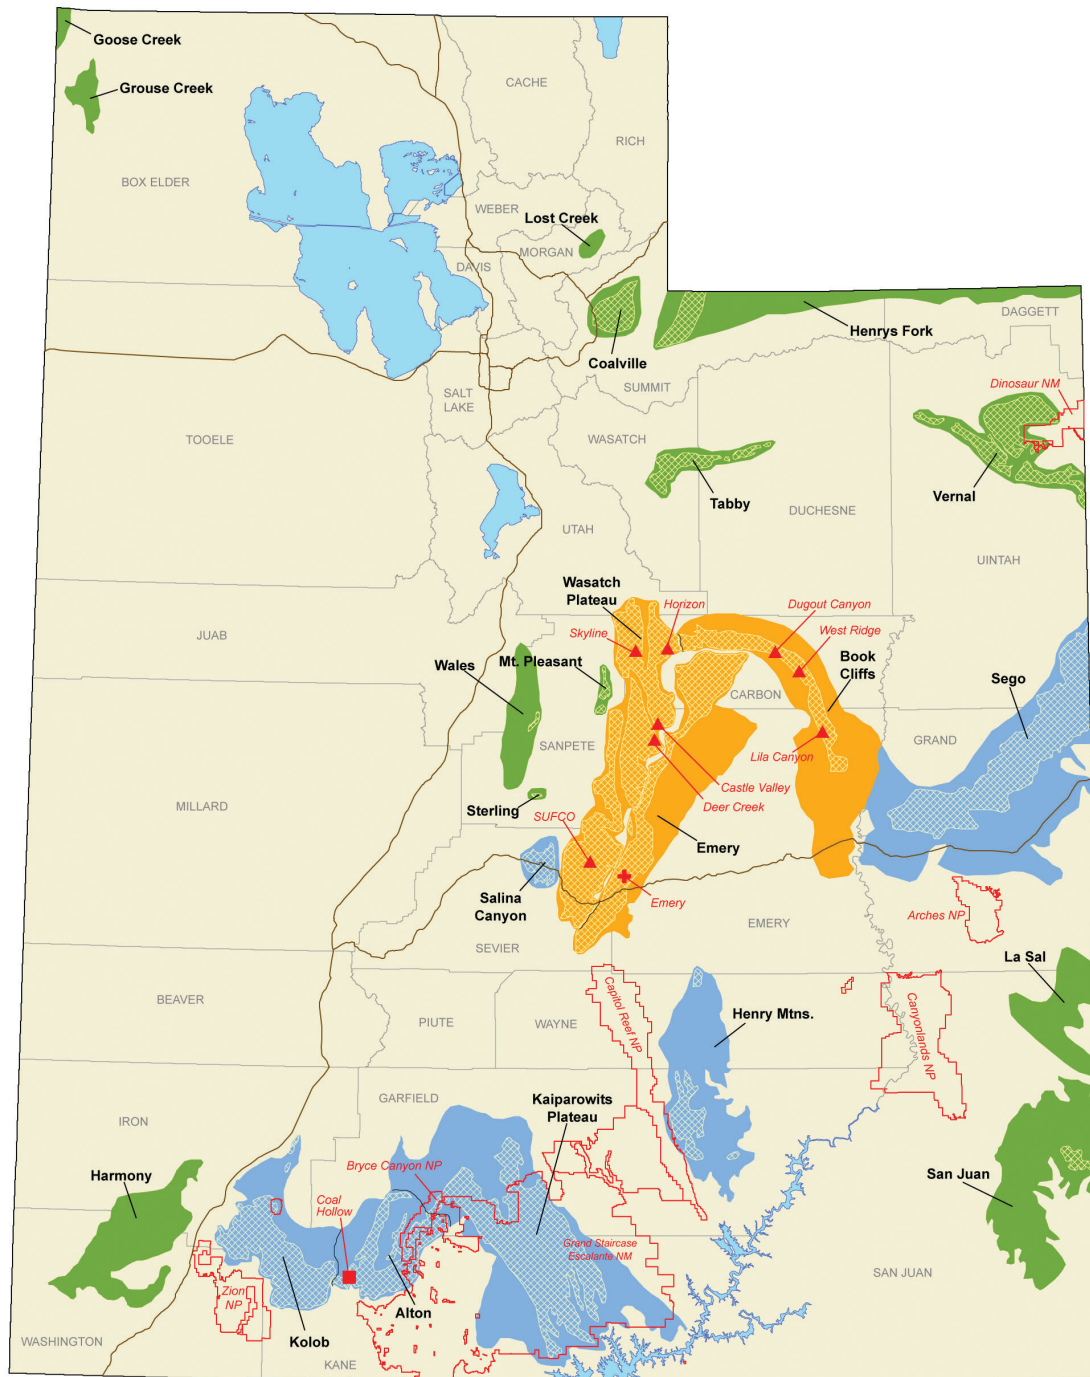 Goose Creek
Grouse Creek
CACHE
RICH
BOX ELDER
WEBER
Lost Creek
MORGAN
DAVIS
DAGGETT
Henrys Fork
Coalville
SUMMIT
Dinosaur NM
SALT
LAKE
TOOELE
WASATCH
Tabby
Vernal
DUCHESNE
UTAH
UINTAH
Wasatch
Plateau
Horizon
Dugout Canyon
Skyline
West Ridge
JUAB
Wales
Mt. Pleasant
Book
Cliffs
Sego
CARBON
SANPETE
GRAND
Lila Canyon
Castle Valley
Deer Creek
MILLARD
Sterling
SUFCO
Emery
Salina
Canyon
Emery
Arches NP
EMERY
SEVIER
La Sal
BEAVER
PIUTE
WAYNE
Capitol Reef NP
Henry Mtns.
Canyonlands NP
GARFIELD
Kaiparowits
Plateau
IRON
Bryce Canyon NP
Harmony
San Juan
Coal
Hollow
Grand Staircase
Escalante NM
SAN JUAN
Zion
NP
Alton
Kolob
WASHINGTON
KANE